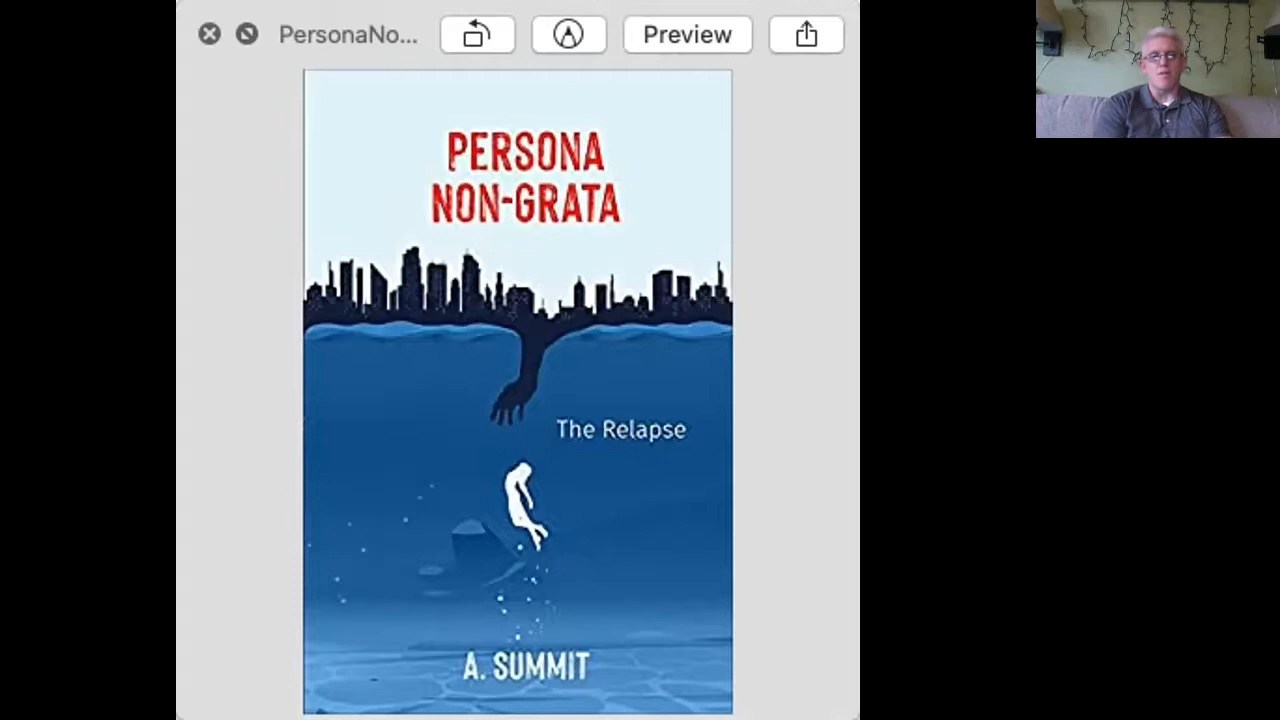 PersonaNo...
Preview
PERSONA
NON-GRATA
The Relapse
A. SUMMIT